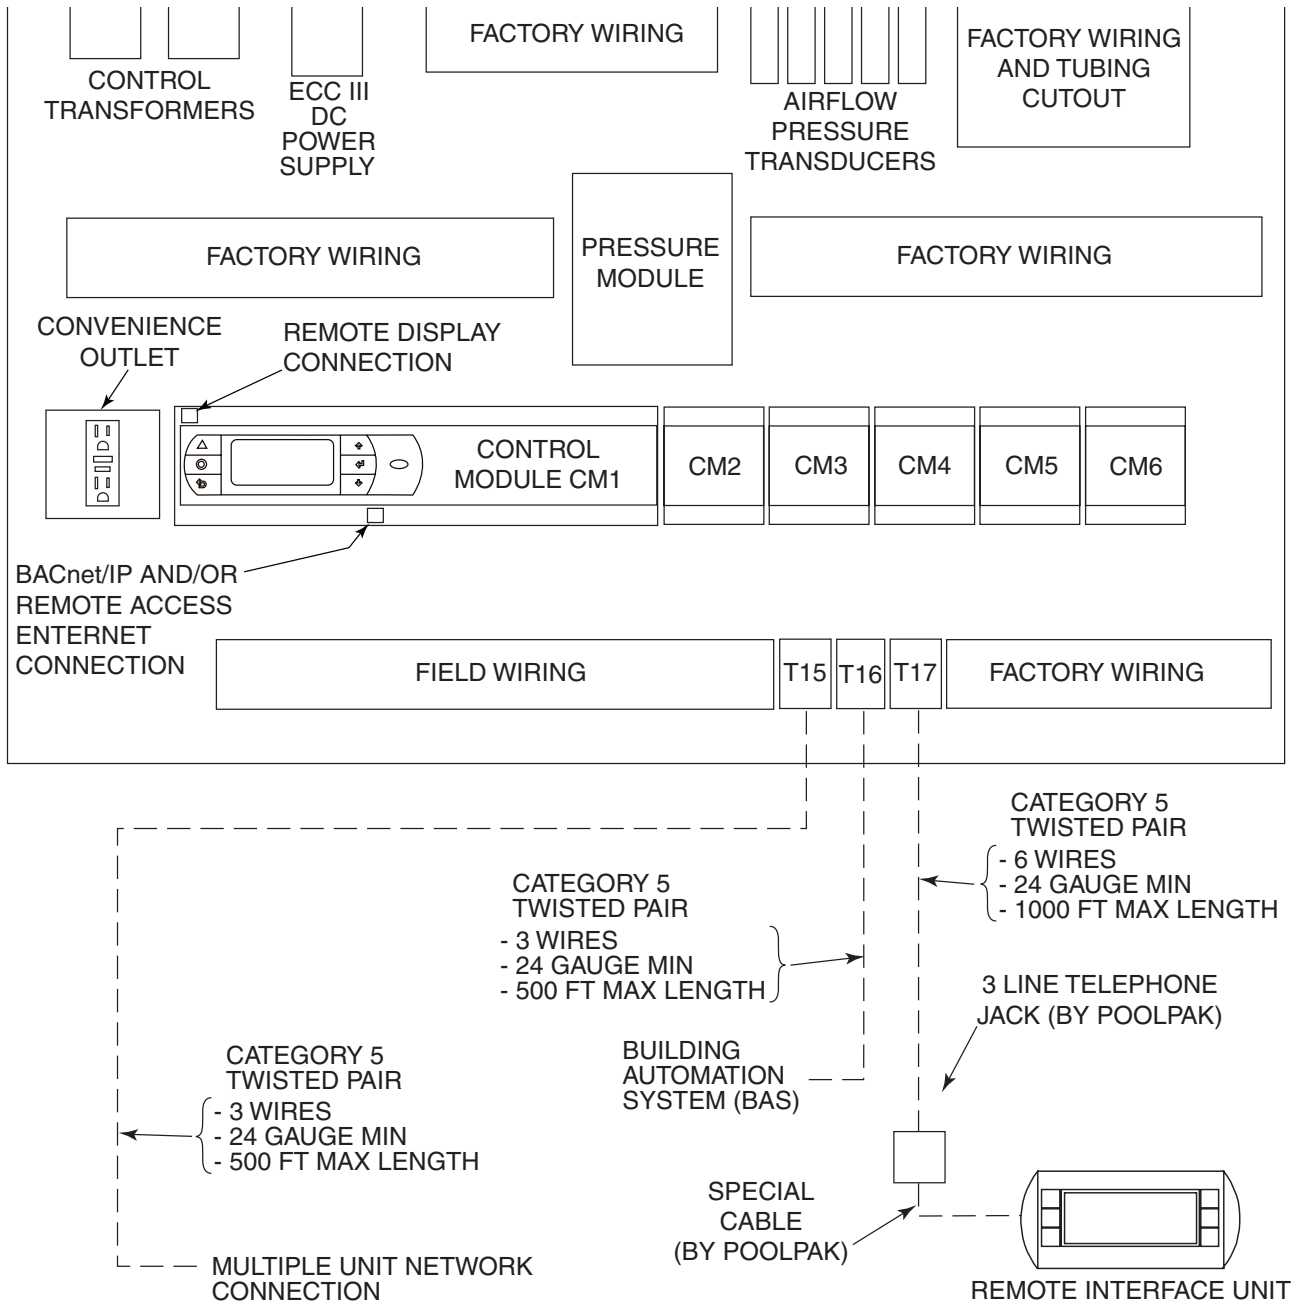 FACTORY WIRING
FACTORY WIRING
AND TUBING
CUTOUT
CONTROL
TRANSFORMERS
ECC III
DC
POWER
SUPPLY
AIRFLOW
PRESSURE
TRANSDUCERS
FACTORY WIRING
PRESSURE
MODULE
FACTORY WIRING
CONVENIENCE
OUTLET
REMOTE DISPLAY
CONNECTION
CONTROL
MODULE CM1
CM2
CM3
CM4
CM5
CM6
BACnet/IP AND/OR
REMOTE ACCESS
ENTERNET
CONNECTION
FIELD WIRING
T15
T16
T17
FACTORY WIRING
CATEGORY 5
TWISTED PAIR
- 6 WIRES
- 24 GAUGE MIN
- 1000 FT MAX LENGTH
CATEGORY 5
TWISTED PAIR
- 3 WIRES
- 24 GAUGE MIN
- 500 FT MAX LENGTH
3 LINE TELEPHONE
JACK (BY POOLPAK)
BUILDING
AUTOMATION
SYSTEM (BAS)
CATEGORY 5
TWISTED PAIR
- 3 WIRES
- 24 GAUGE MIN
- 500 FT MAX LENGTH
SPECIAL
CABLE
(BY POOLPAK)
MULTIPLE UNIT NETWORK
CONNECTION
REMOTE INTERFACE UNIT